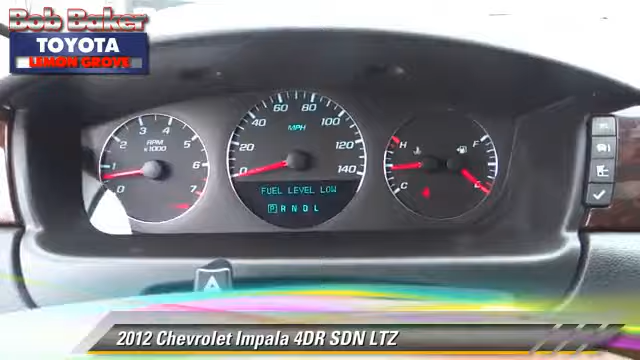 Bob Baker
TOYOTA
LEMON GROVE
1 2 3 4 5 6 7
RPM
x1000
0
0 20 40 60 80 100 120 140
MPH
FUEL LEVEL LOW
P R N D L
H
C
F
2012 Chevrolet Impala 4DR SDN LTZ